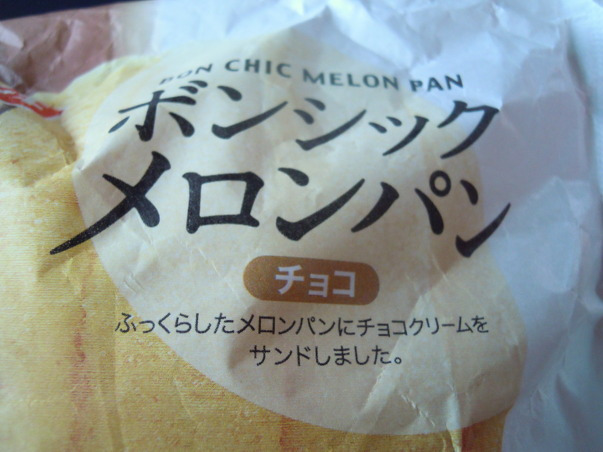 BON CHIC MELON PAN
ボンシック
メロンパン
チョコ
ふっくらしたメロンパンにチョコクリームを
サンドしました。